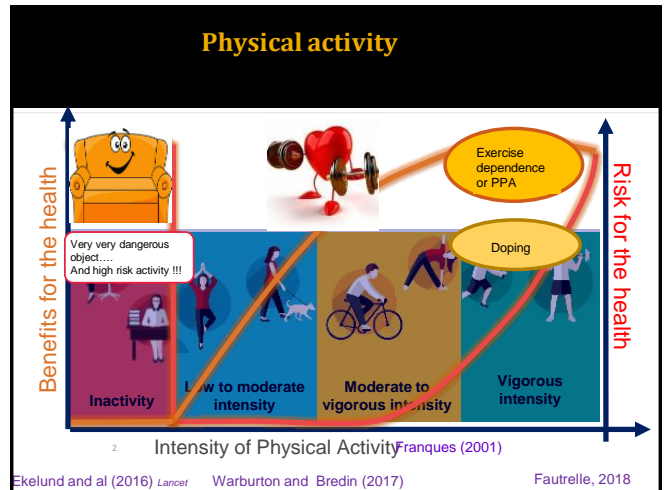 Physical activity
Benefits for the health
Risk for the health
Exercise
dependence
or PPA
Very very dangerous
object….
And high risk activity !!!
Doping
Inactivity
Low to moderate
intensity
Moderate to
vigorous intensity
Vigorous
intensity
2
Intensity of Physical Activity
Franques (2001)
Ekelund and al (2016) Lancet
Warburton and Bredin (2017)
Fautrelle, 2018